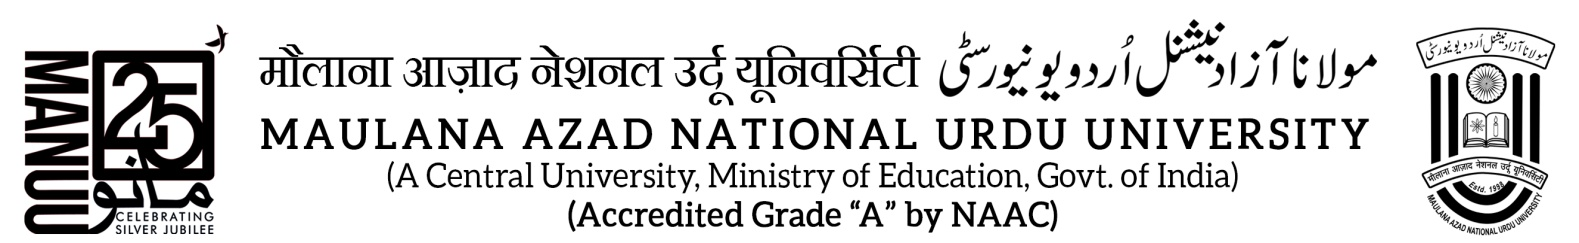 MANUU
25
مانو
CELEBRATING
SILVER JUBILEE
मौलाना आज़ाद नेशनल उर्दू यूनिवर्सिटी مولانا آزاد نیشنل اُردو یونیورسٹی
MAULANA AZAD NATIONAL URDU UNIVERSITY
(A Central University, Ministry of Education, Govt. of India)
(Accredited Grade “A” by NAAC)
مولانا آزاد نیشنل اُردو یونیورسٹی
मौलाना आज़ाद नेशनल उर्दू यूनिवर्सिटी
Estd. 1998
MAULANA AZAD NATIONAL URDU UNIVERSITY